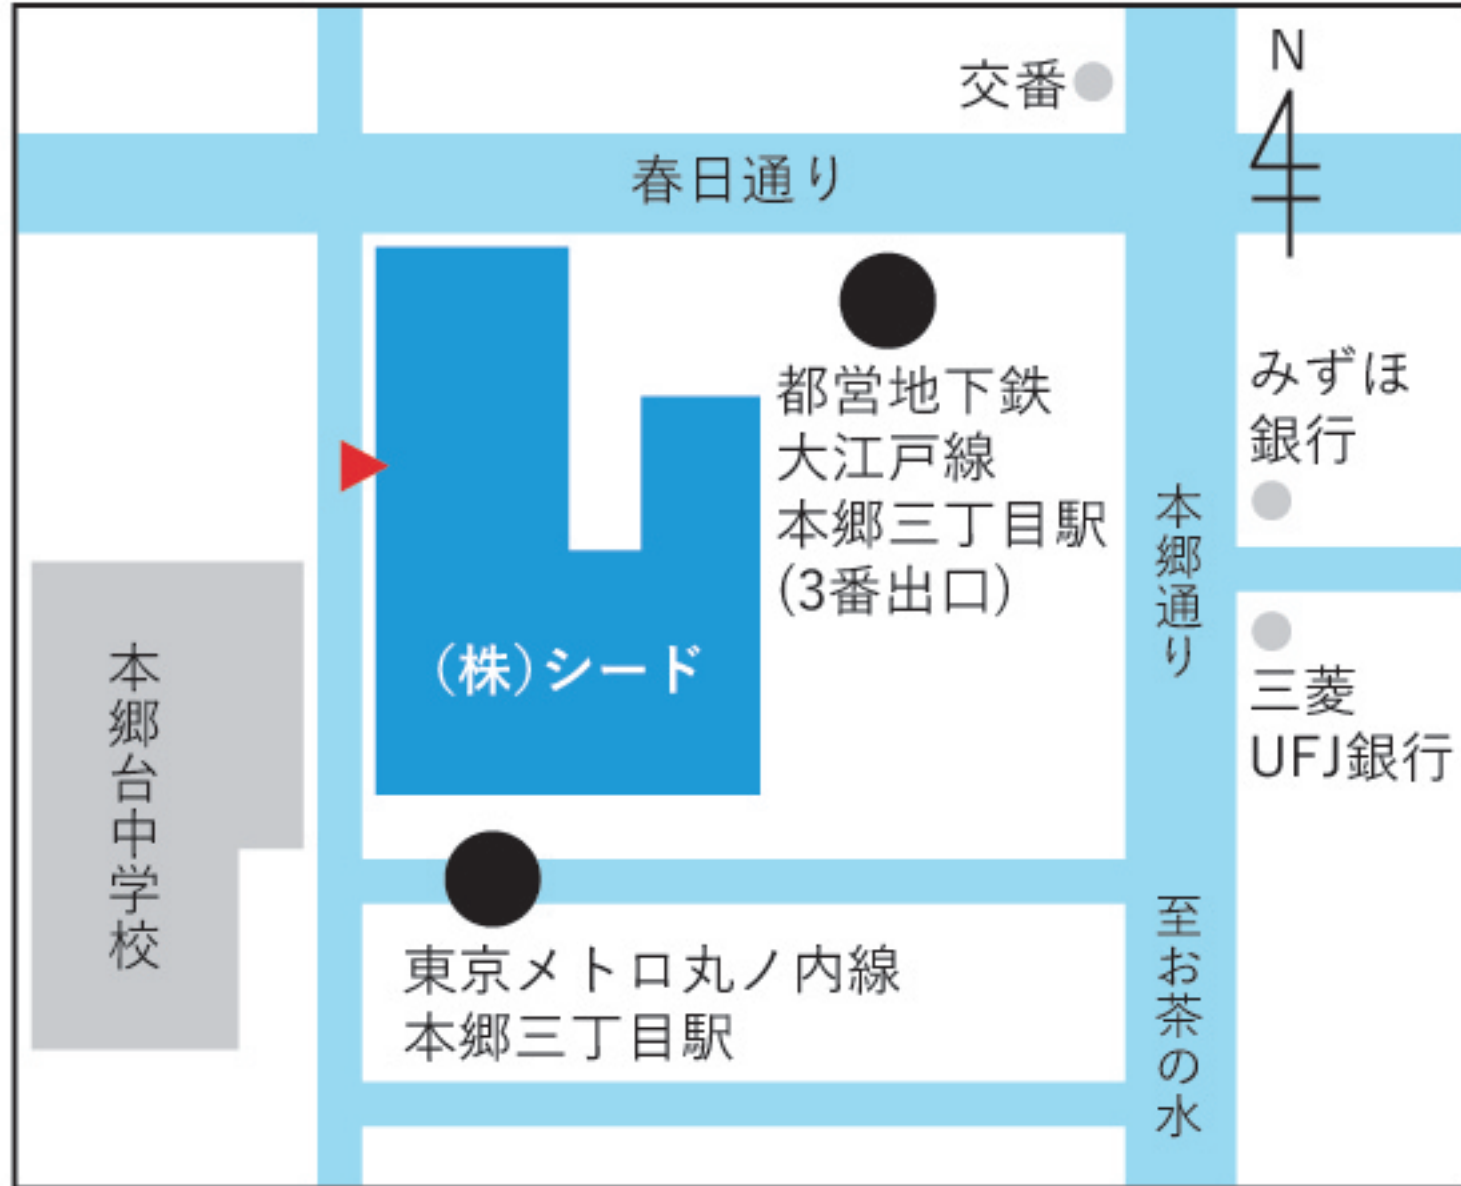 交番
N
春日通り
都営地下鉄
大江戸線
本郷三丁目駅
(3番出口)
みずほ
銀行
本郷通り
三菱
UFJ銀行
(株)シード
本郷台中学校
東京メトロ丸ノ内線
本郷三丁目駅
至お茶の水